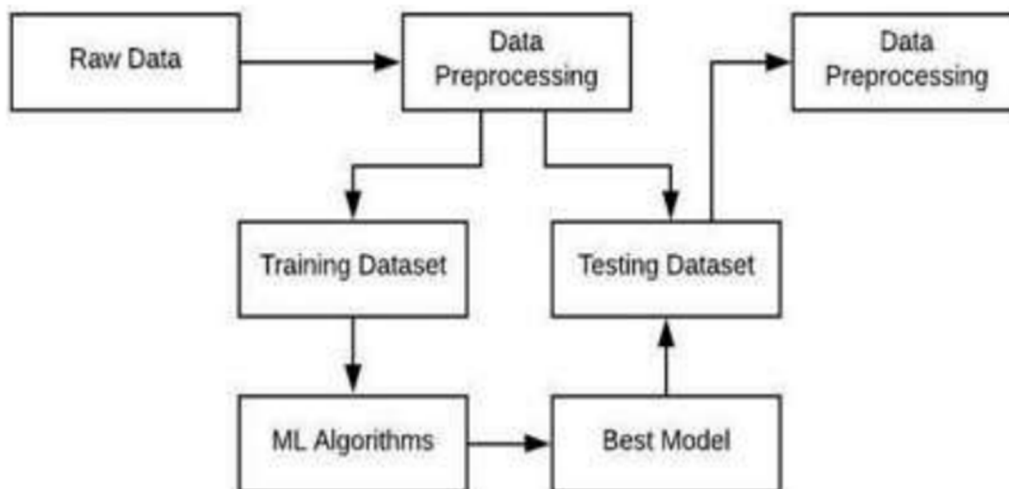 Raw Data
Data
Preprocessing
Data
Preprocessing
Training Dataset
Testing Dataset
ML Algorithms
Best Model